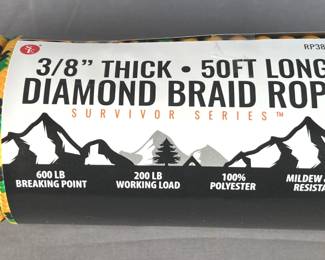 RP38
3/8" THICK • 50FT LONG
DIAMOND BRAID ROP
SURVIVOR SERIES™
600 LB
BREAKING POINT
200 LB
WORKING LOAD
100%
POLYESTER
MILDEW &
RESISTA